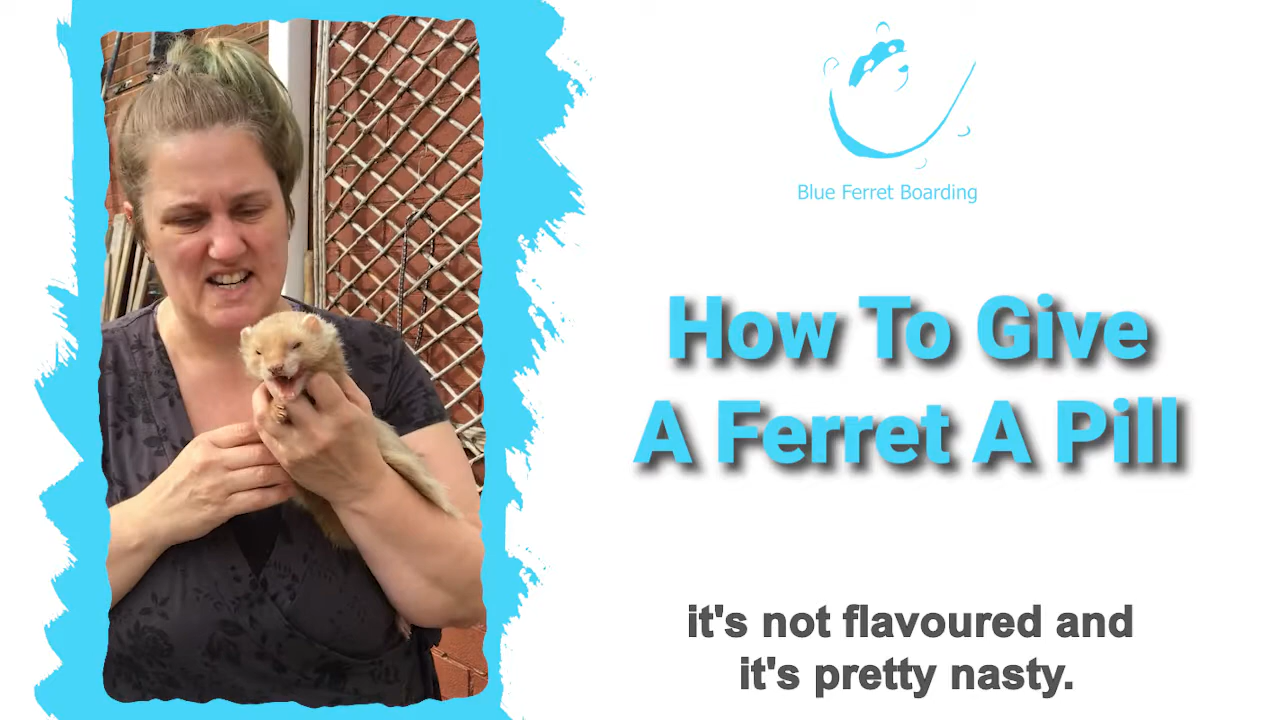 Blue Ferret Boarding
How To Give
A Ferret A Pill
it's not flavoured and
it's pretty nasty.